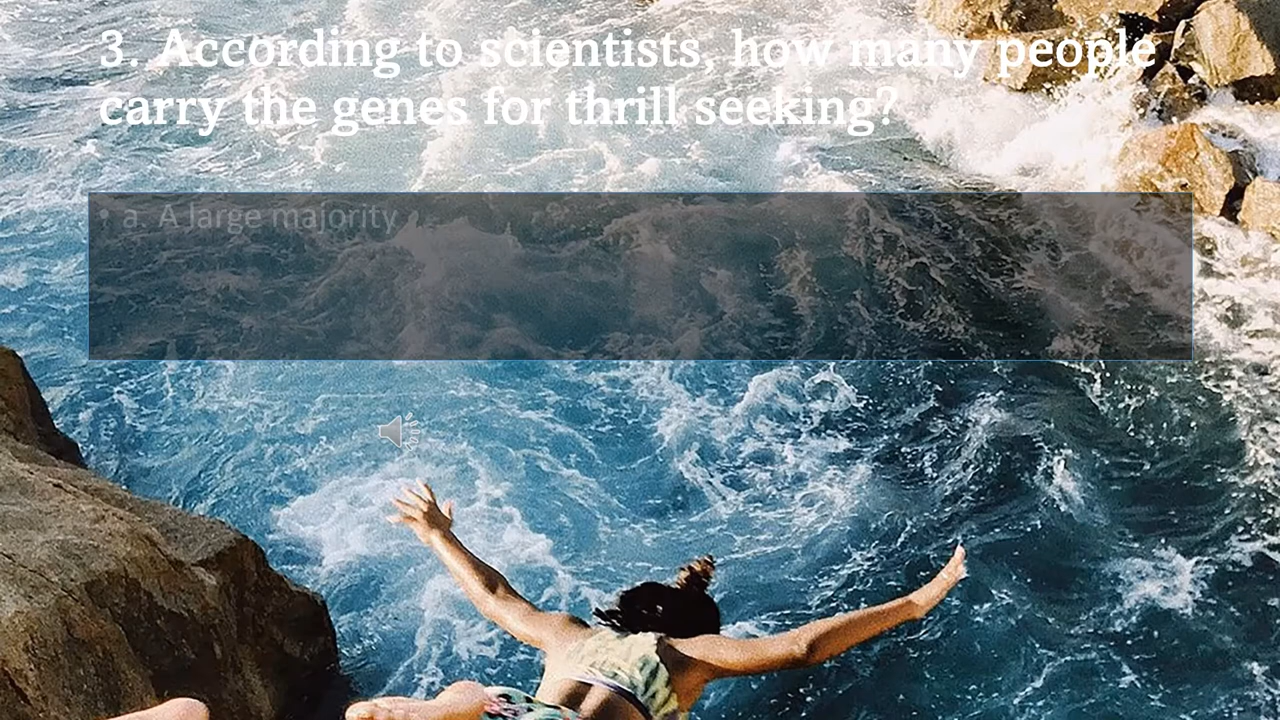 3. According to scientists, how many people
carry the genes for thrill seeking?
• a. A large majority